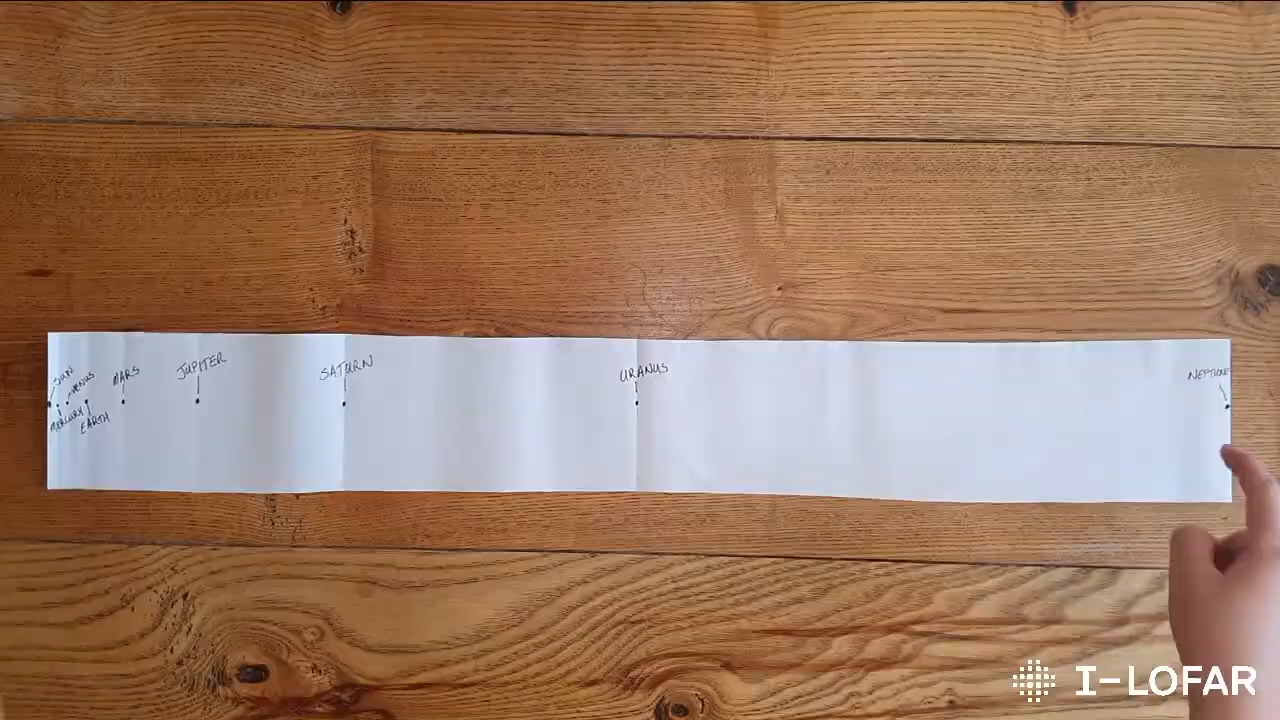 SUN
MERCURY
VENUS
EARTH
MARS
JUPITER
SATURN
URANUS
NEPTUNE
I-LOFAR